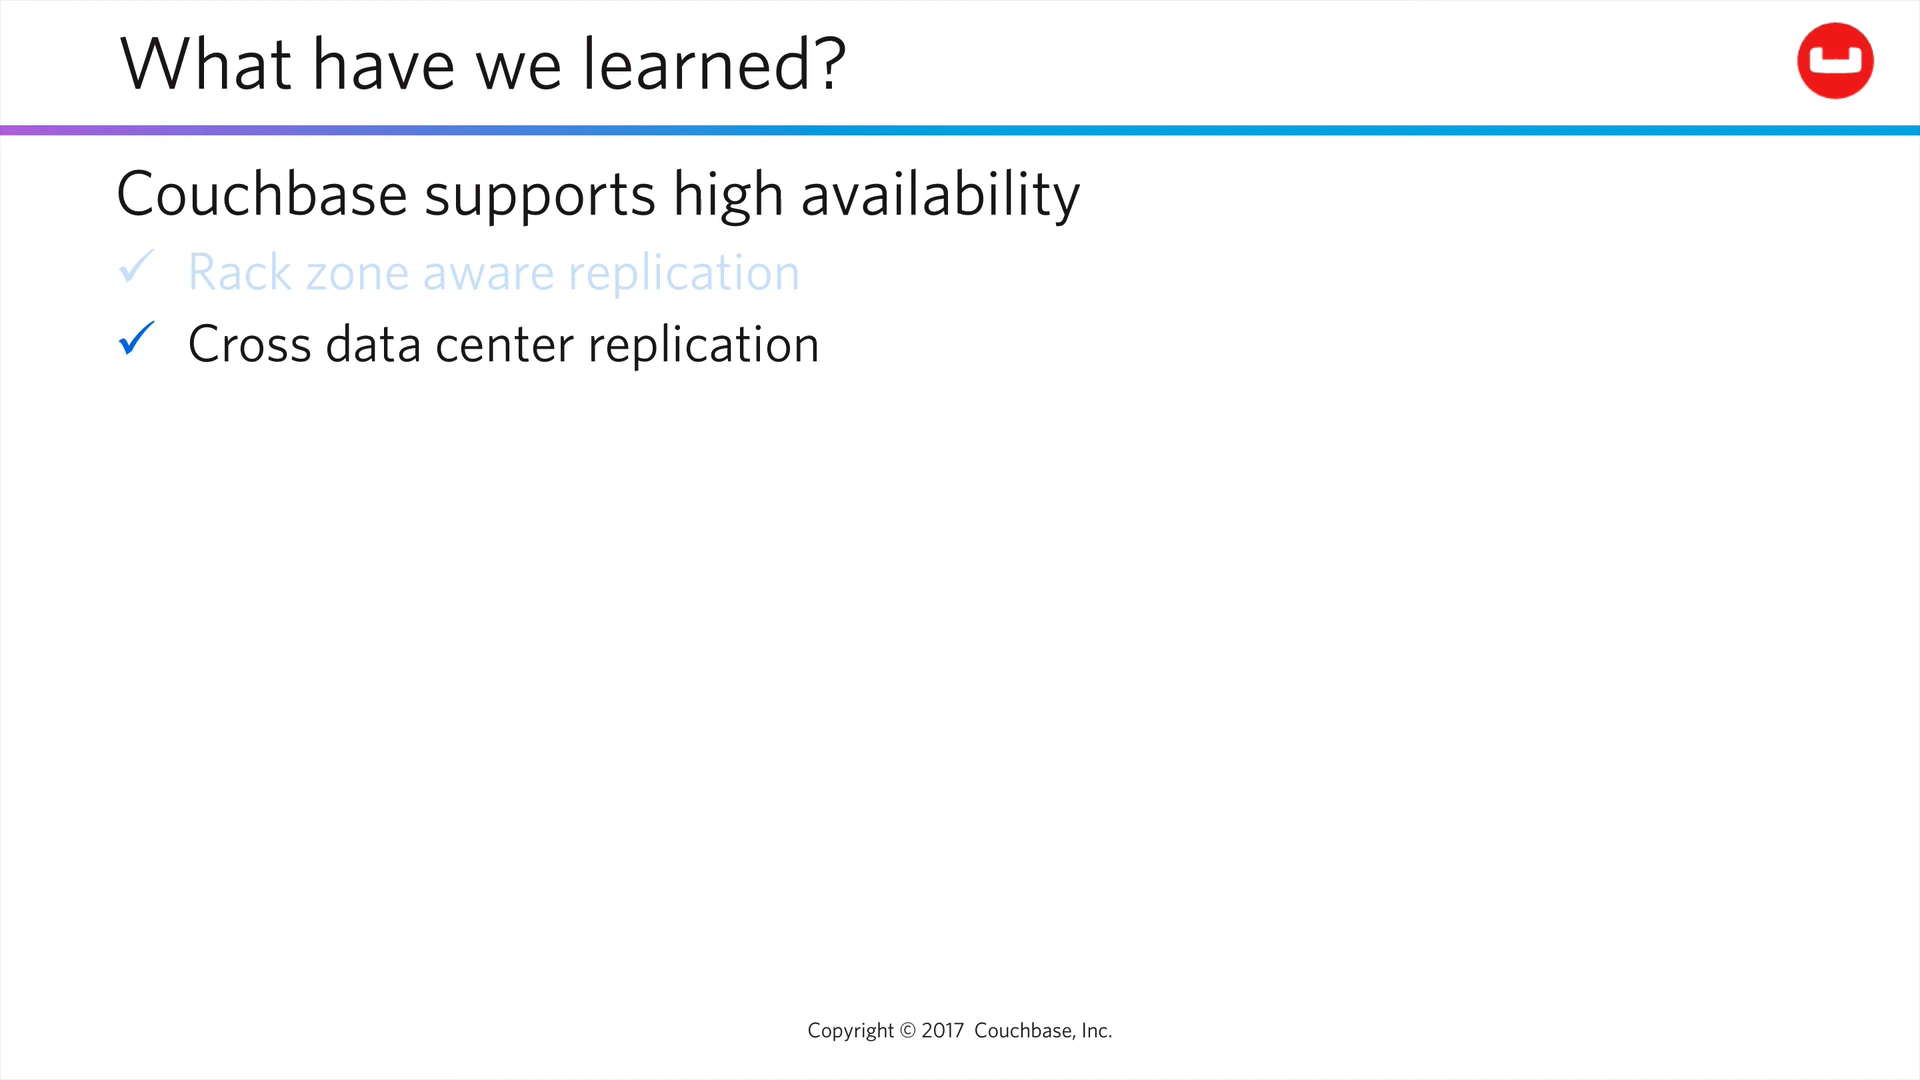 What have we learned?
Couchbase supports high availability
✓ Rack zone aware replication
✓ Cross data center replication
Copyright © 2017 Couchbase, Inc.